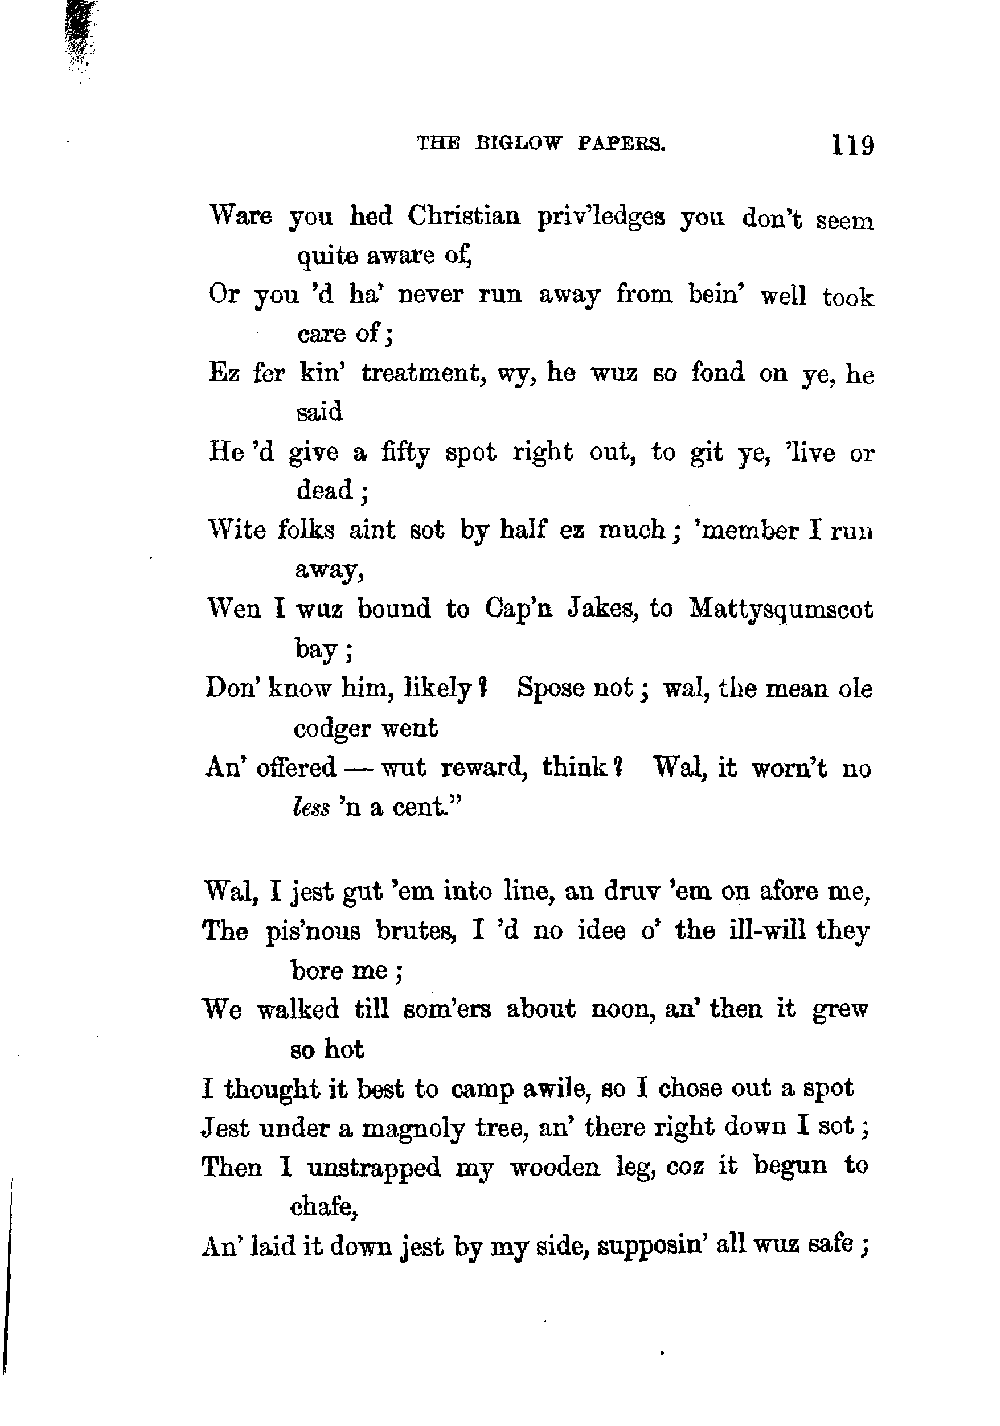 THE BIGLOW PAPERS. 119
Ware you hed Christian priv'ledges you don't seem
quite aware of,
Or you 'd ha' never run away from bein' well took
care of;
Ez fer kin' treatment, wy, he wuz so fond on ye, he
said
He 'd give a fifty spot right out, to git ye, 'live or
dead;
Wite folks aint sot by half ez much; 'member I run
away,
Wen I wuz bound to Cap'n Jakes, to Mattysqumscot
bay;
Don' know him, likely? Spose not; wal, the mean ole
codger went
An' offered — wut reward, think? Wal, it worn't no
less 'n a cent."
Wal, I jest gut 'em into line, an druv 'em on afore me,
The pis'nous brutes, I 'd no idee o' the ill-will they
bore me;
We walked till som'ers about noon, an' then it grew
so hot
I thought it best to camp awile, so I chose out a spot
Jest under a magnoly tree, an' there right down I sot;
Then I unstrapped my wooden leg, coz it begun to
chafe,
An' laid it down jest by my side, supposin' all wuz safe;